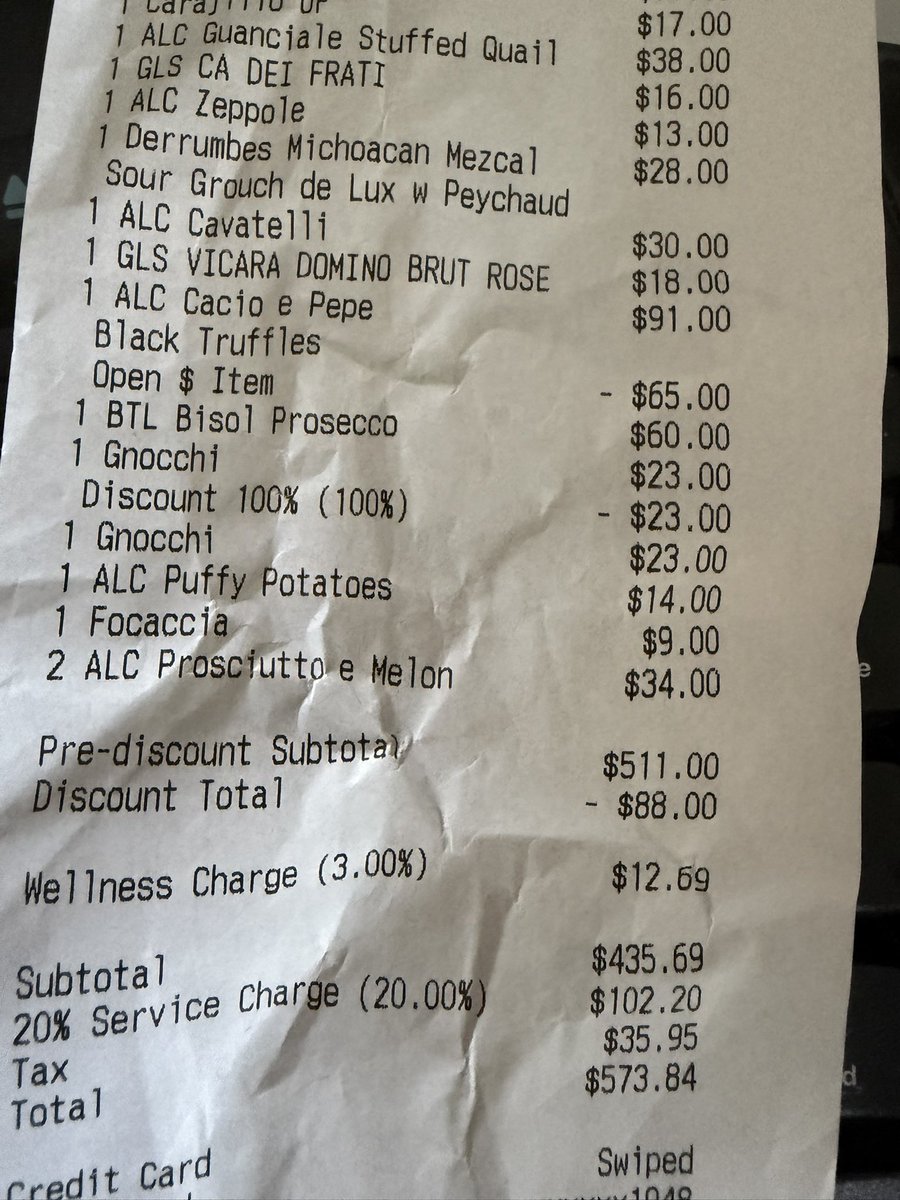 1 Carajillo UP $17.00
1 ALC Guanciale Stuffed Quail $38.00
1 GLS CA DEI FRATI $16.00
1 ALC Zeppole $13.00
1 Derrumbes Michoacan Mezcal $28.00
Sour Grouch de Lux w Peychaud
1 ALC Cavatelli $30.00
1 GLS VICARA DOMINO BRUT ROSE $18.00
1 ALC Cacio e Pepe $91.00
Black Truffles
Open $ Item - $65.00
1 BTL Bisol Prosecco $60.00
1 Gnocchi $23.00
Discount 100% (100%) - $23.00
1 Gnocchi $23.00
1 ALC Puffy Potatoes $14.00
1 Focaccia $9.00
2 ALC Prosciutto e Melon $34.00
Pre-discount Subtotal $511.00
Discount Total - $88.00
Wellness Charge (3.00%) $12.69
Subtotal $435.69
20% Service Charge (20.00%) $102.20
Tax $35.95
Total $573.84
Credit Card Swiped